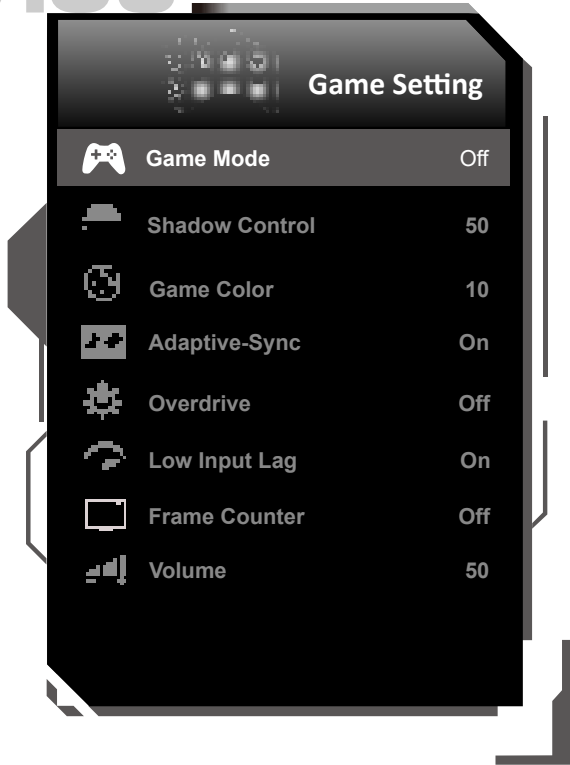 Game Setting
Game Mode Off
Shadow Control 50
Game Color 10
Adaptive-Sync On
Overdrive Off
Low Input Lag On
Frame Counter Off
Volume 50